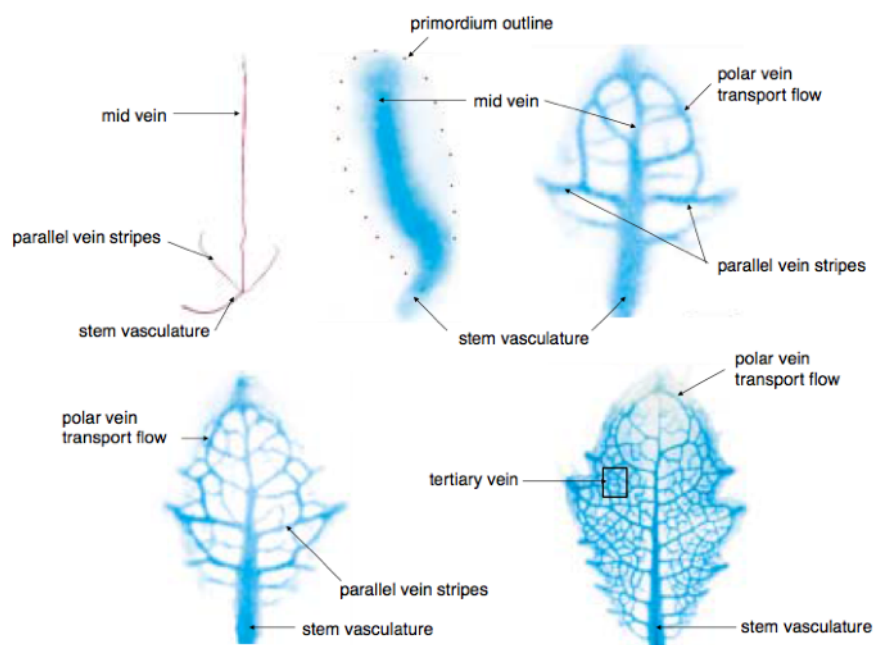 primordium outline
mid vein
mid vein
polar vein
transport flow
parallel vein stripes
parallel vein stripes
stem vasculature
stem vasculature
polar vein
transport flow
polar vein
transport flow
tertiary vein
parallel vein stripes
stem vasculature
stem vasculature